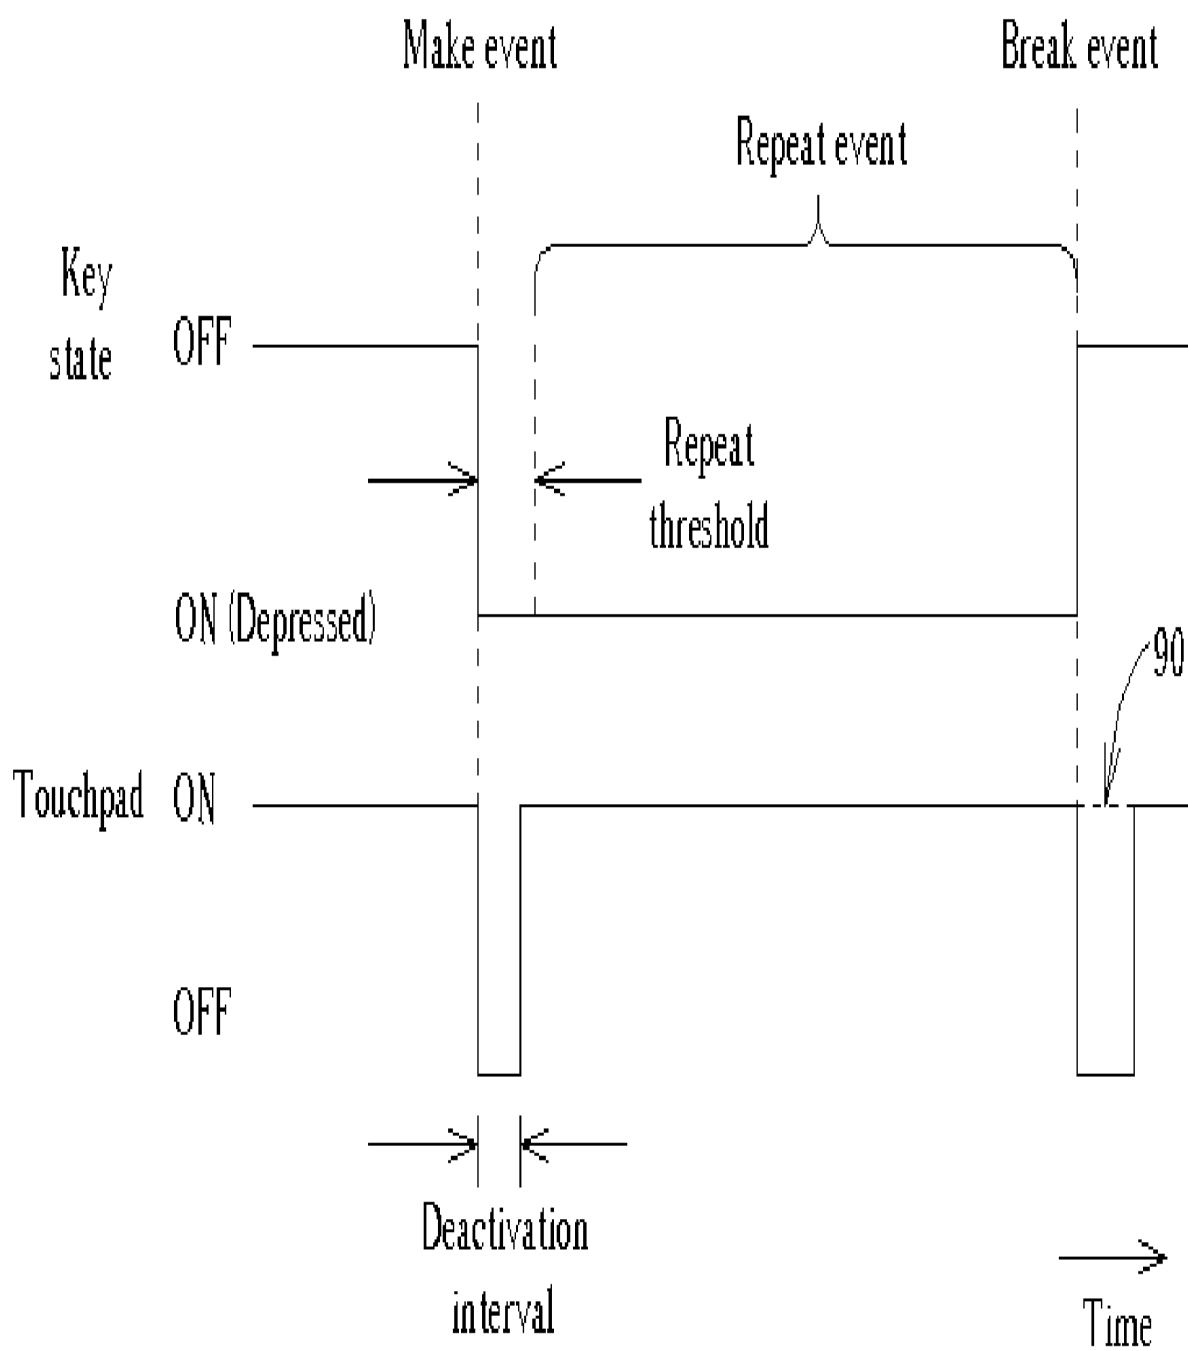 Make event
Break event
Repeat event
Key
state
OFF
Repeat
threshold
ON (Depressed)
90
Touchpad ON
OFF
Deactivation
interval
Time